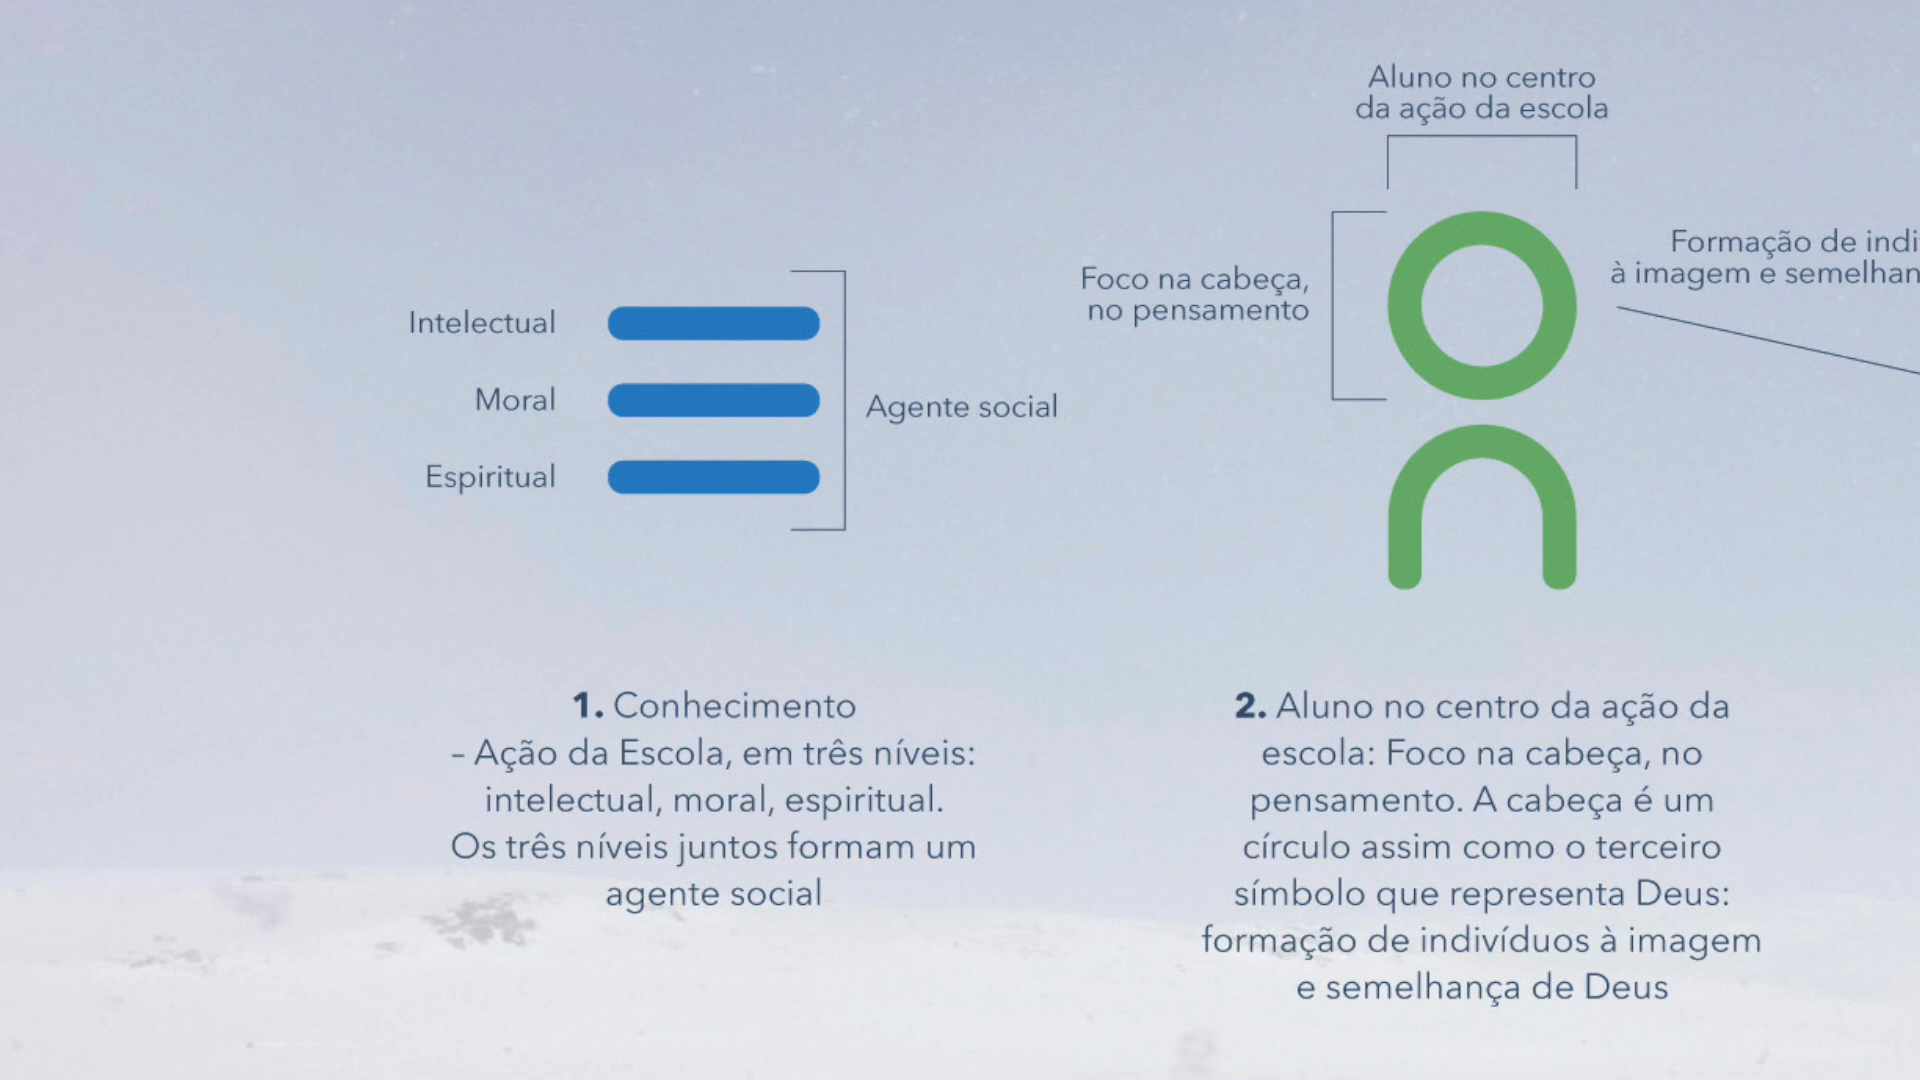 Aluno no centro
da ação da escola
Foco na cabeça,
no pensamento
Formação de
à imagem e
Intelectual
Moral
Espiritual
Agente social
1. Conhecimento
– Ação da Escola, em três níveis:
intelectual, moral, espiritual.
Os três níveis juntos formam um
agente social
2. Aluno no centro da ação da
escola: Foco na cabeça, no
pensamento. A cabeça é um
círculo assim como o terceiro
símbolo que representa Deus:
formação de indivíduos à imagem
e semelhança de Deus